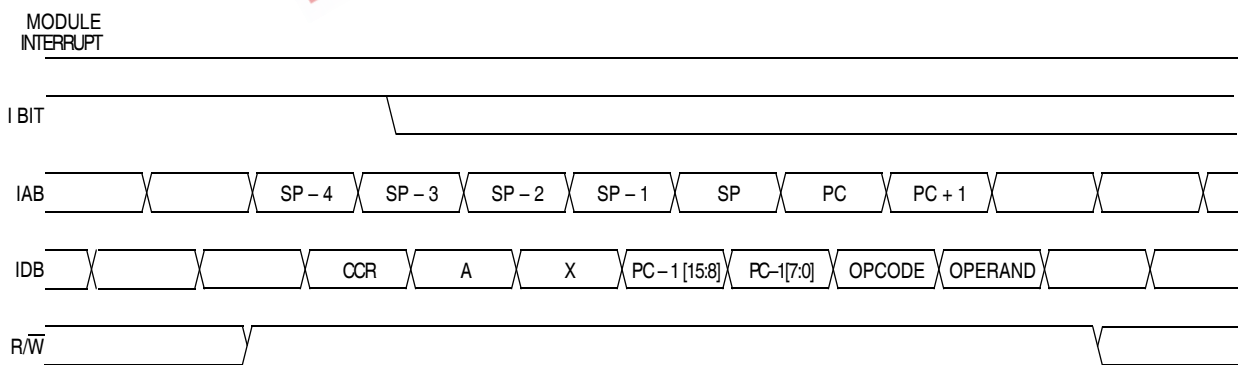 MODULE
INTERRUPT
I BIT
IAB SP – 4 SP – 3 SP – 2 SP – 1 SP PC PC + 1
IDB CCR A X PC – 1 [15:8] PC–1[7:0] OPCODE OPERAND
R/W̅